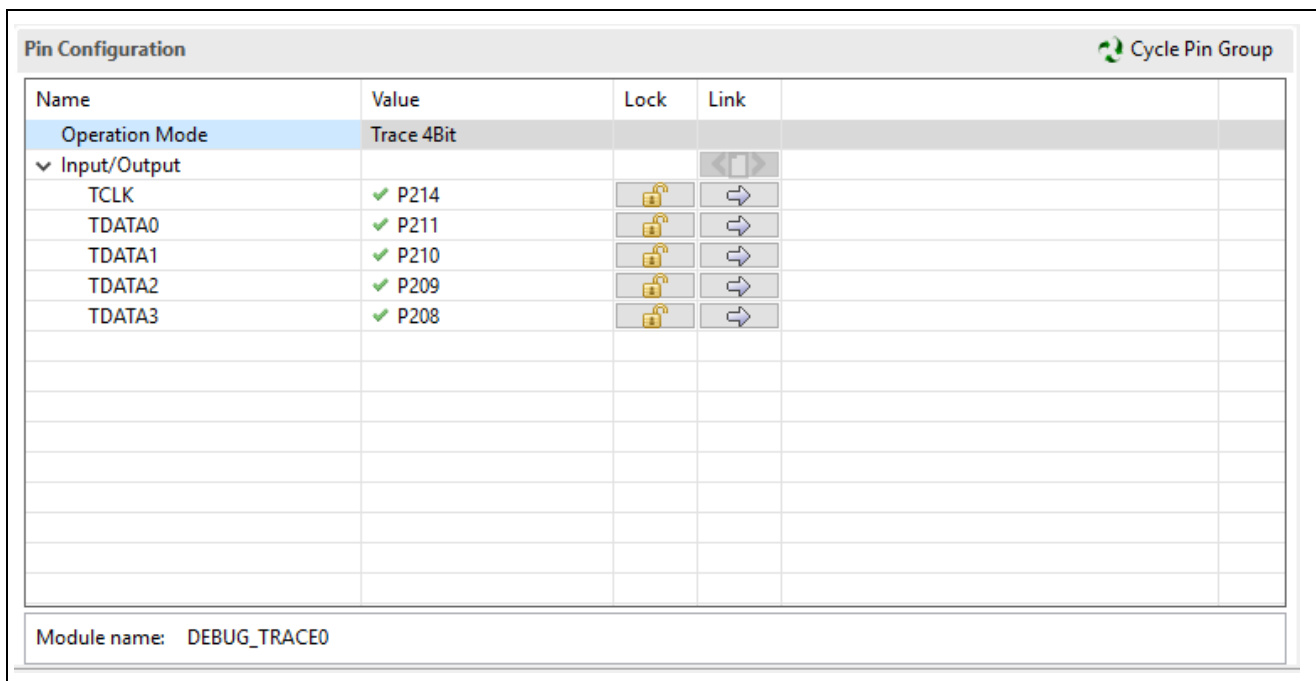 Pin Configuration Cycle Pin Group
Name Value Lock Link
Operation Mode Trace 4Bit
Input/Output
TCLK P214
TDATA0 P211
TDATA1 P210
TDATA2 P209
TDATA3 P208
Module name: DEBUG_TRACE0